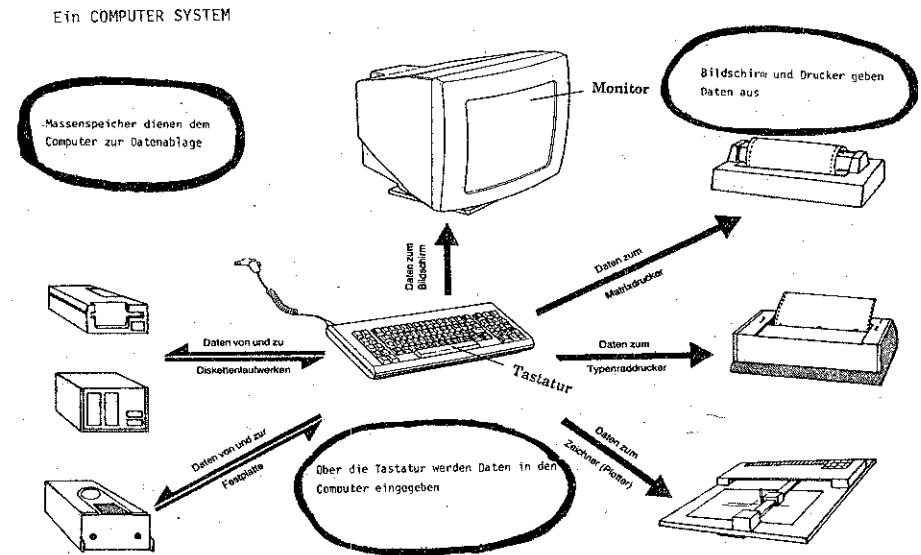 Ein COMPUTER SYSTEM
Massenspeicher dienen dem
Computer zur Datenablage
Monitor
Bildschirm und Drucker geben
Daten aus
Daten zum
Bildschirm
Daten zum
Matrixdrucker
Daten von und zu
Diskettenlaufwerken
Tastatur
Daten zum
Typenraddrucker
Daten von und zur
Festplatte
Über die Tastatur werden Daten in den
Computer eingegeben
Daten zum
Zeichner (Plotter)